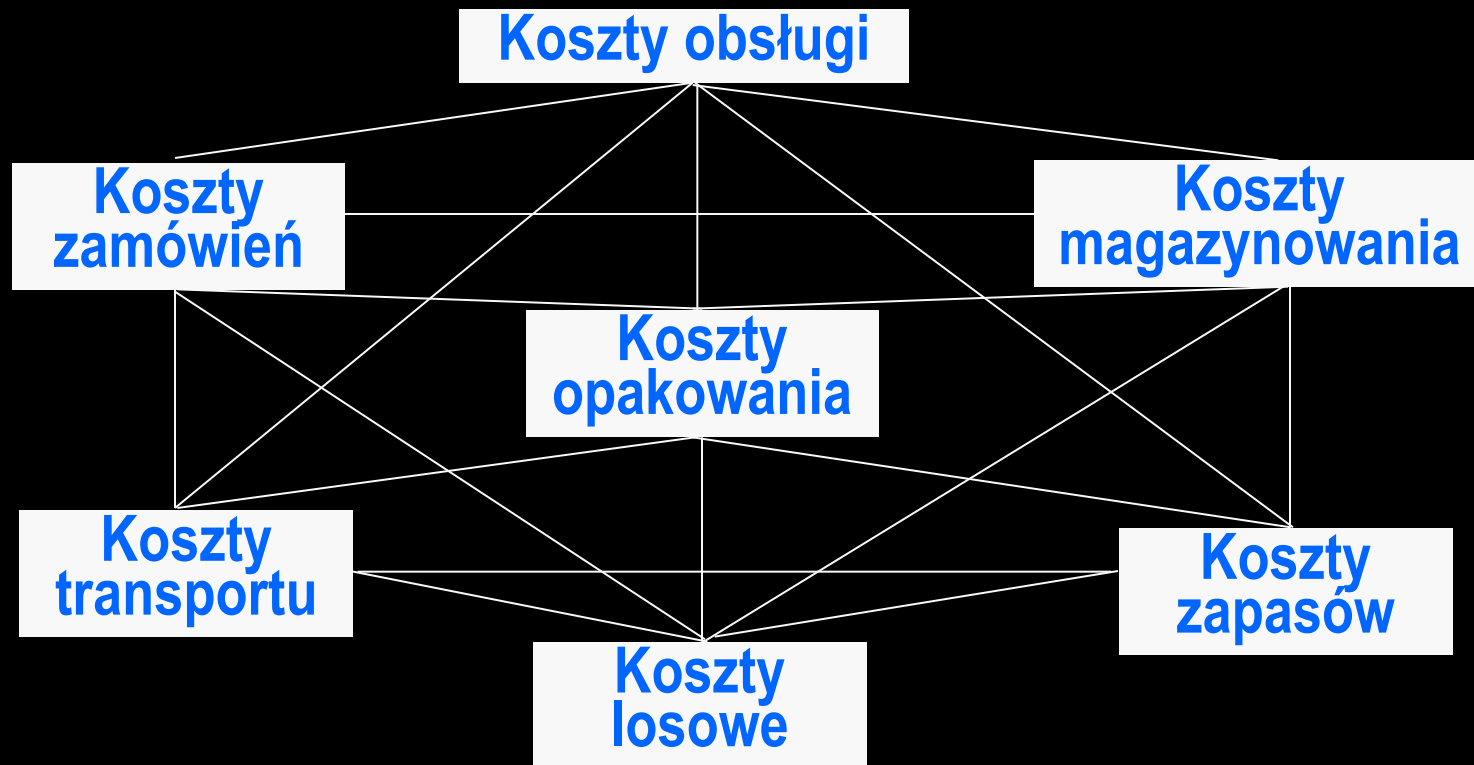 Koszty obsługi
Koszty
zamówień
Koszty
magazynowania
Koszty
opakowania
Koszty
transportu
Koszty
zapasów
Koszty
losowe